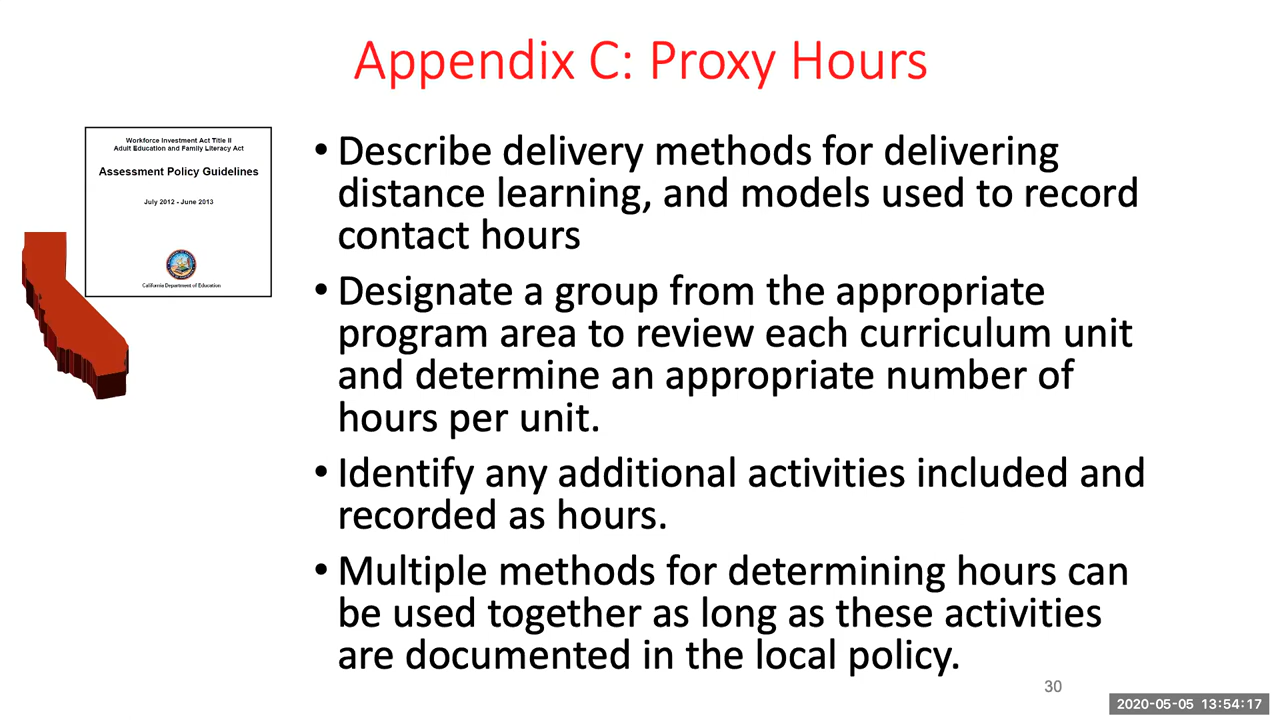 Appendix C: Proxy Hours
Workforce Investment Act Title II
Adult Education and Family Literacy Act
Assessment Policy Guidelines
July 2012 - June 2013
California Department of Education
• Describe delivery methods for delivering
distance learning, and models used to record
contact hours
• Designate a group from the appropriate
program area to review each curriculum unit
and determine an appropriate number of
hours per unit.
• Identify any additional activities included and
recorded as hours.
• Multiple methods for determining hours can
be used together as long as these activities
are documented in the local policy.
30
2020-05-05 13:54:17